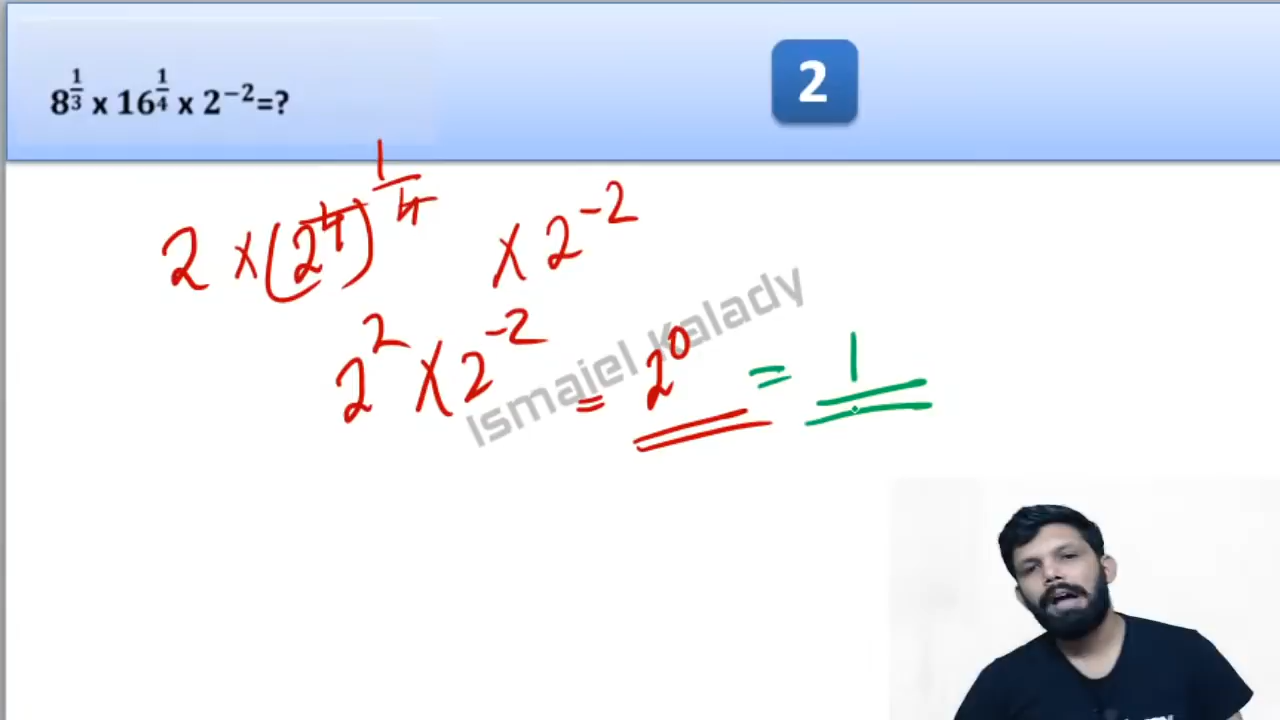 8^{1/3} x 16^{1/4} x 2^{-2}=?
2
2 × (2^4)^{1/4} × 2^{-2}
2^2 × 2^{-2} = 2^0 = 1
Ismaiel Kalady